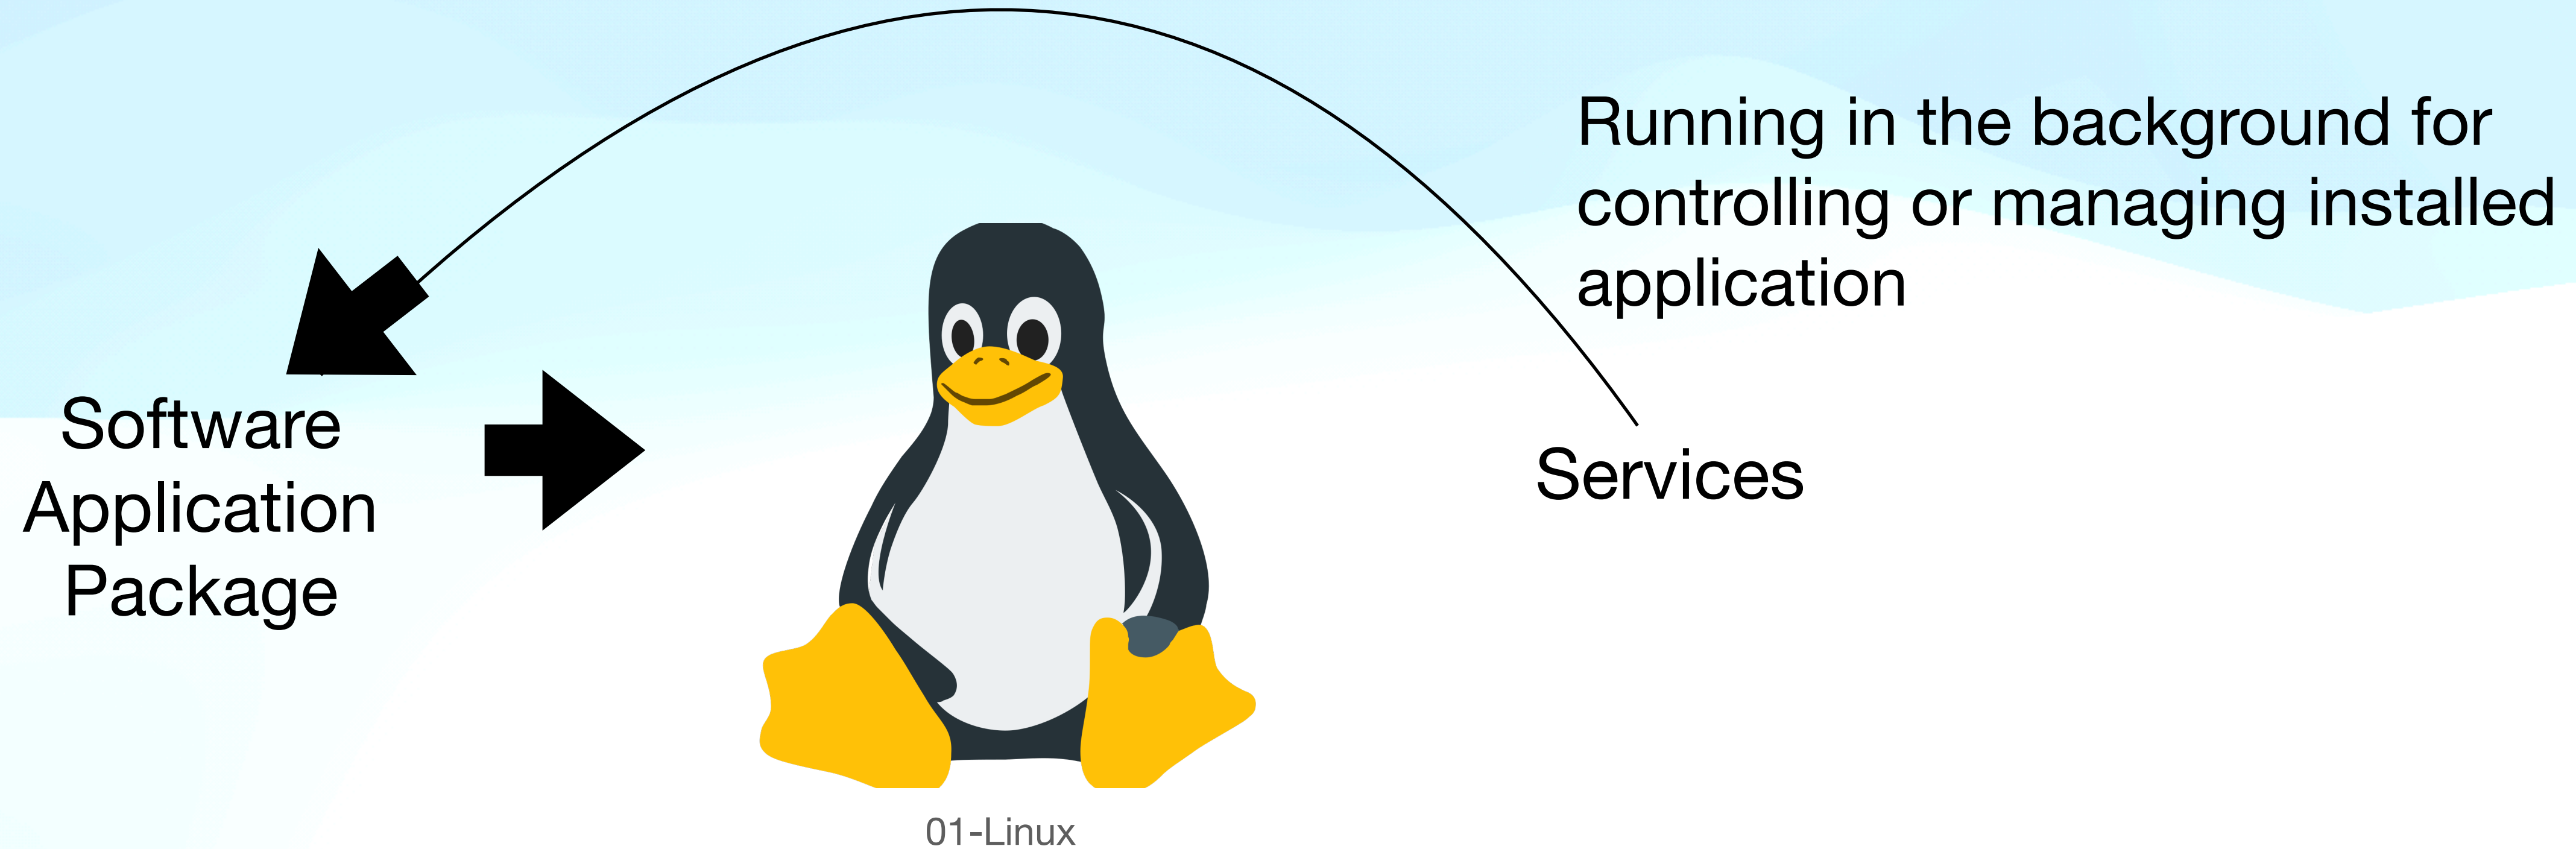 Running in the background for
controlling or managing installed
application
Software
Application
Package
Services
01-Linux